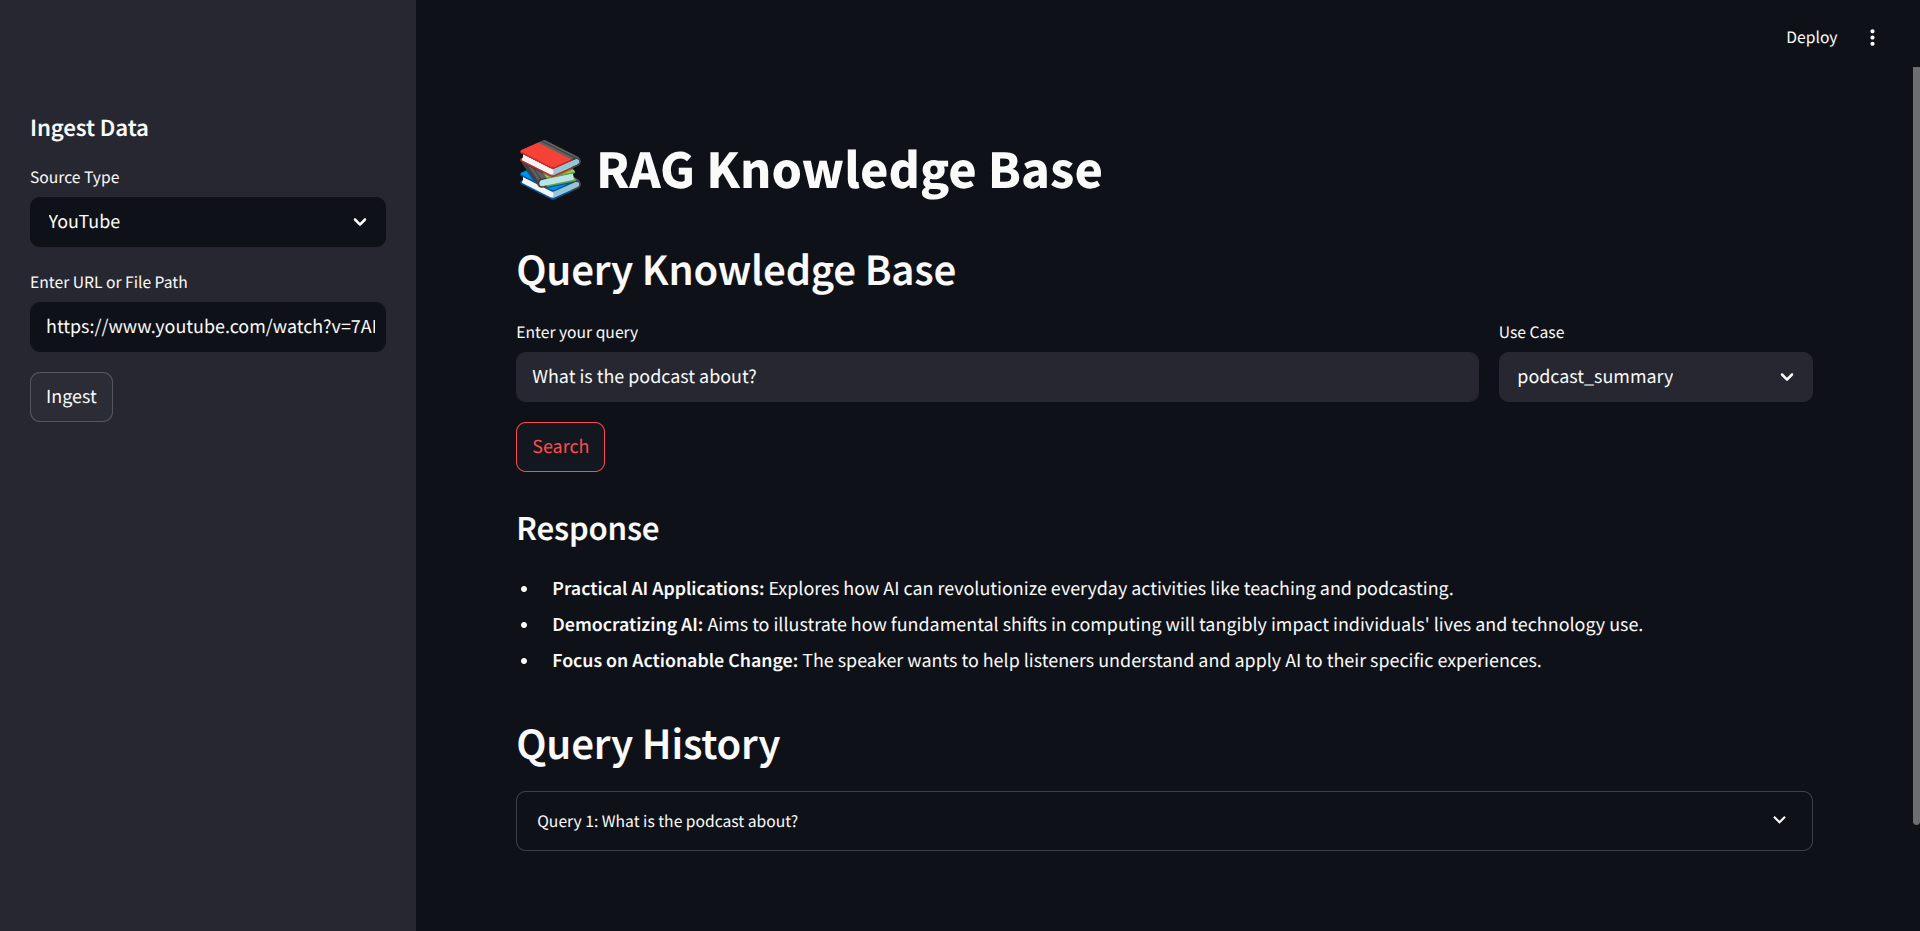 Deploy
Ingest Data
Source Type
YouTube
Enter URL or File Path
https://www.youtube.com/watch?v=7A
Ingest
RAG Knowledge Base
Query Knowledge Base
Enter your query
Use Case
What is the podcast about?
podcast_summary
Search
Response
• Practical AI Applications: Explores how AI can revolutionize everyday activities like teaching and podcasting.
• Democratizing AI: Aims to illustrate how fundamental shifts in computing will tangibly impact individuals' lives and technology use.
• Focus on Actionable Change: The speaker wants to help listeners understand and apply AI to their specific experiences.
Query History
Query 1: What is the podcast about?